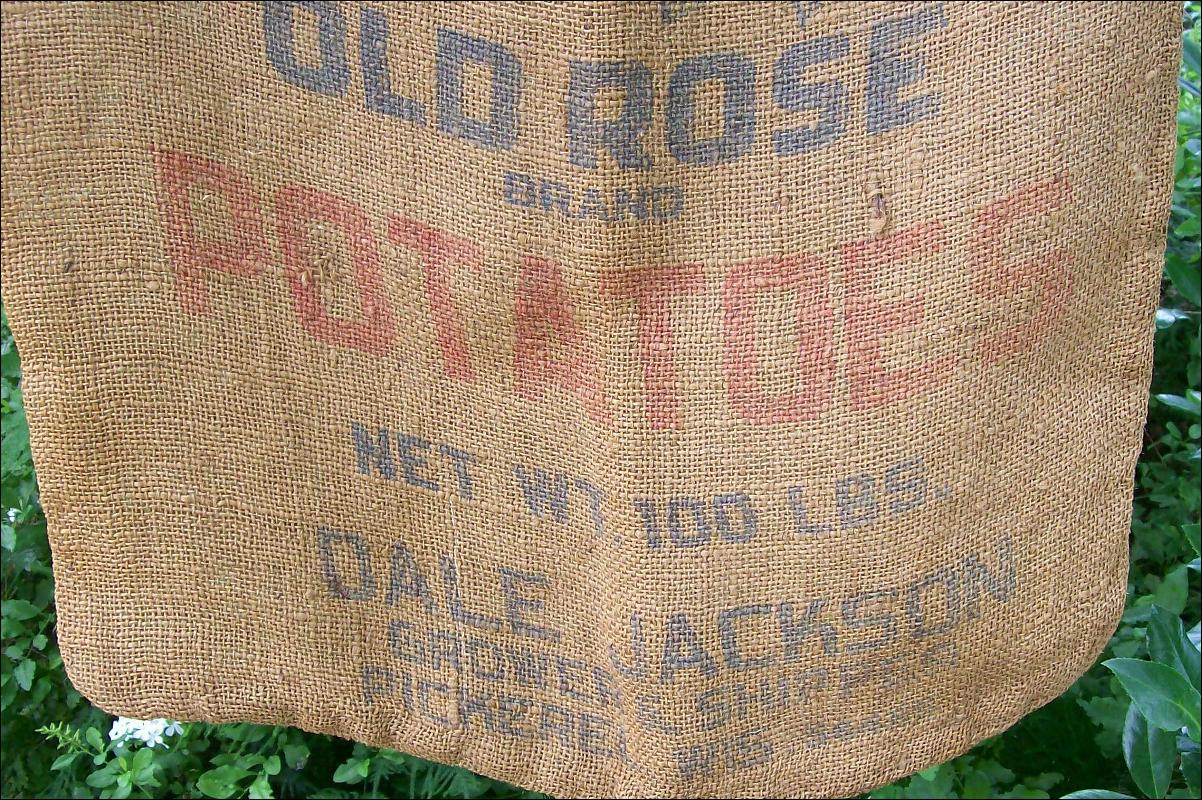 OLD ROSE
BRAND
POTATOES
NET WT. 100 LBS.
DALE JACKSON
GROWER & SHIPPER
PICKEREL WIS.